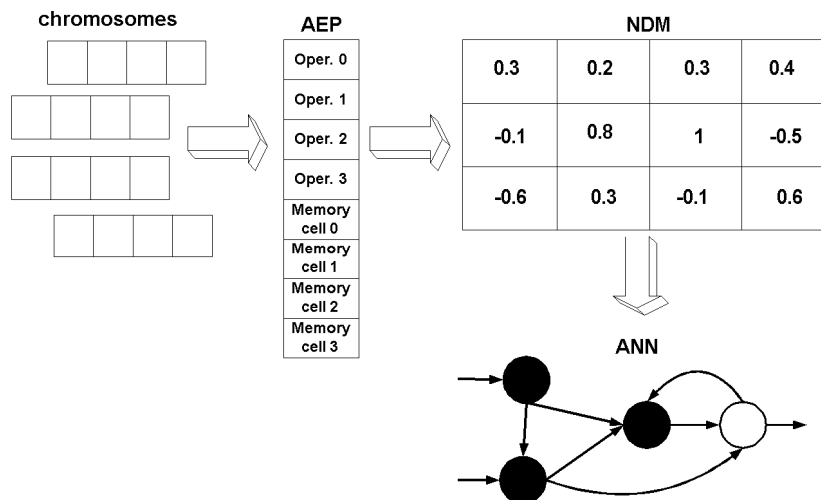 chromosomes
AEP
Oper. 0
Oper. 1
Oper. 2
Oper. 3
Memory
cell 0
Memory
cell 1
Memory
cell 2
Memory
cell 3
NDM
0.3 0.2 0.3 0.4
-0.1 0.8 1 -0.5
-0.6 0.3 -0.1 0.6
ANN